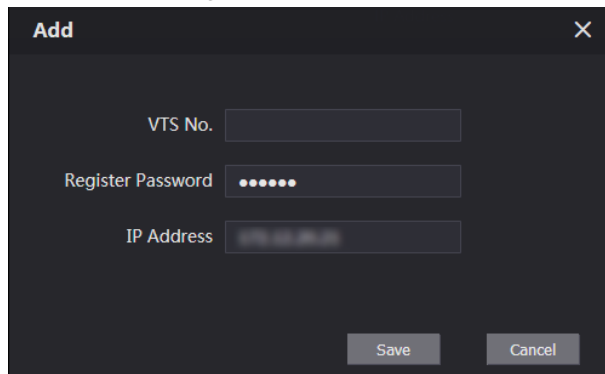 Add
VTS No.
Register Password ●●●●●●
IP Address
Save Cancel